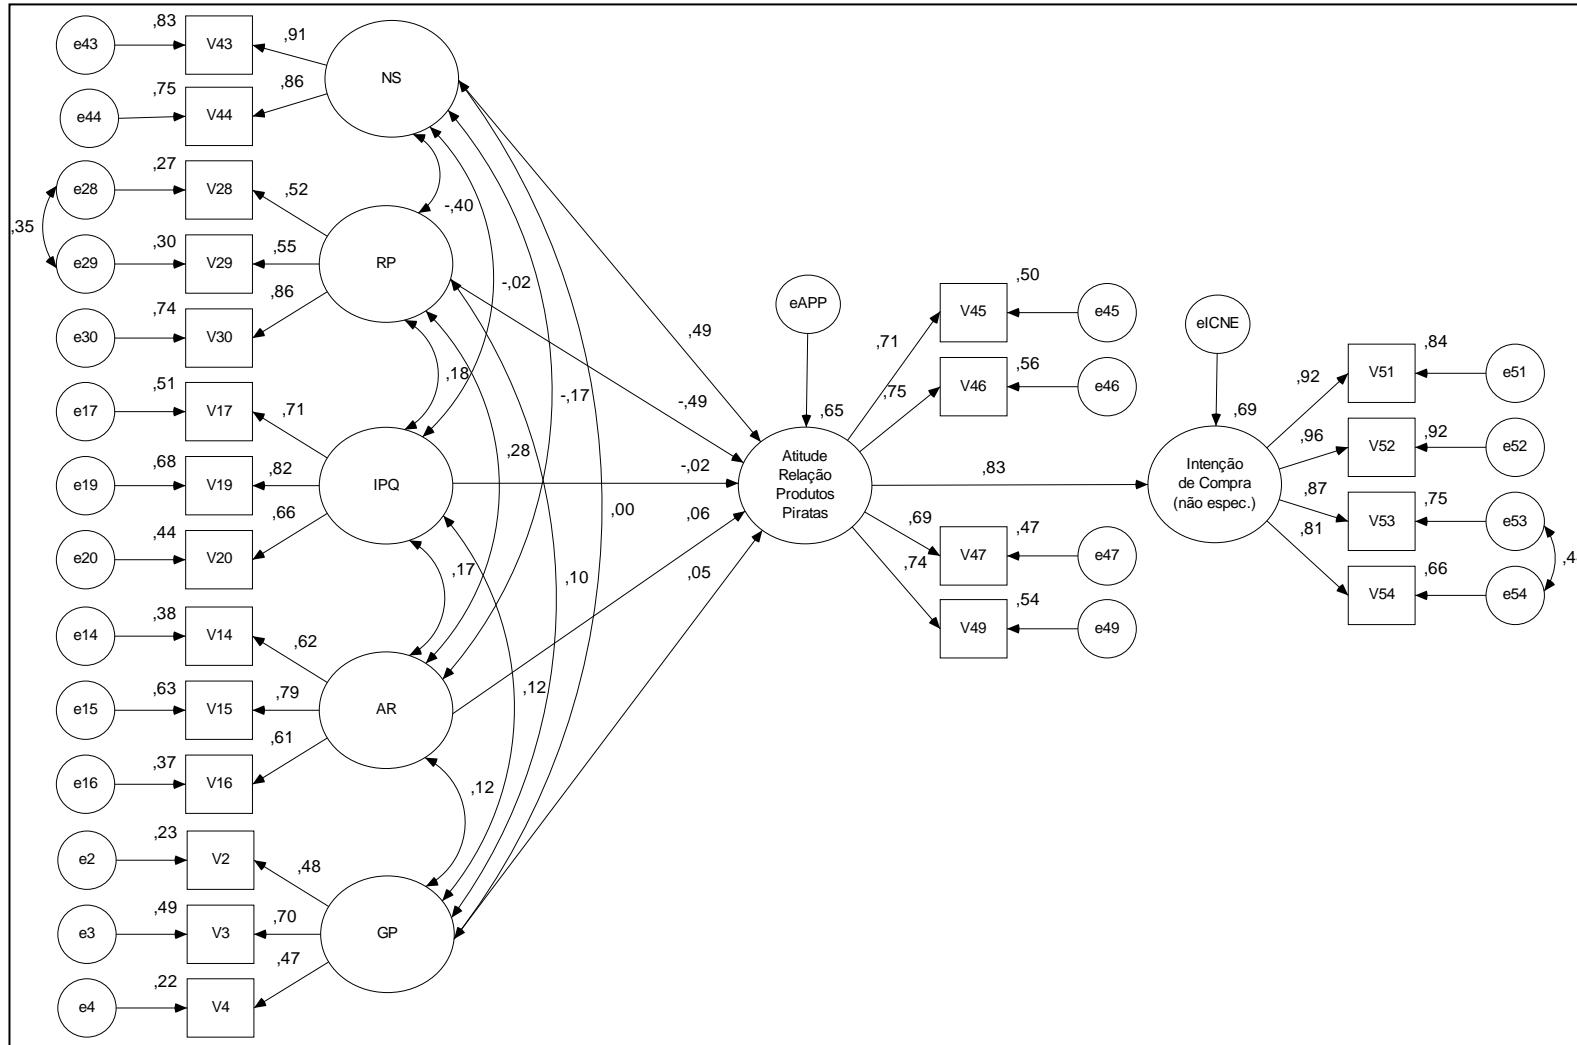 ,83
e43
V43
,91
NS
,75
,86
e44
V44
,27
e28
V28
,52
-,40
,35
,30
e29
V29
,55
RP
-,02
,74
,86
e30
V30
,18
-,17
,51
e17
V17
,71
,28
,68
e19
V19
,82
IPQ
,00
,44
,66
e20
V20
,17
,10
,38
e14
V14
,62
,63
e15
V15
,79
AR
,12
,37
,61
e16
V16
,12
,23
e2
V2
,48
,49
e3
V3
,70
GP
,22
,47
e4
V4
,49
-,49
-,02
,06
,05
eAPP
,65
Atitude
Relação
Produtos
Piratas
,71
,50
V45
e45
,75
,56
V46
e46
,69
,47
V47
e47
,74
,54
V49
e49
,83
eICNE
,69
Intenção
de Compra
(não espec.)
,92
,84
V51
e51
,96
,92
V52
e52
,87
,75
V53
e53
,81
,66
V54
e54